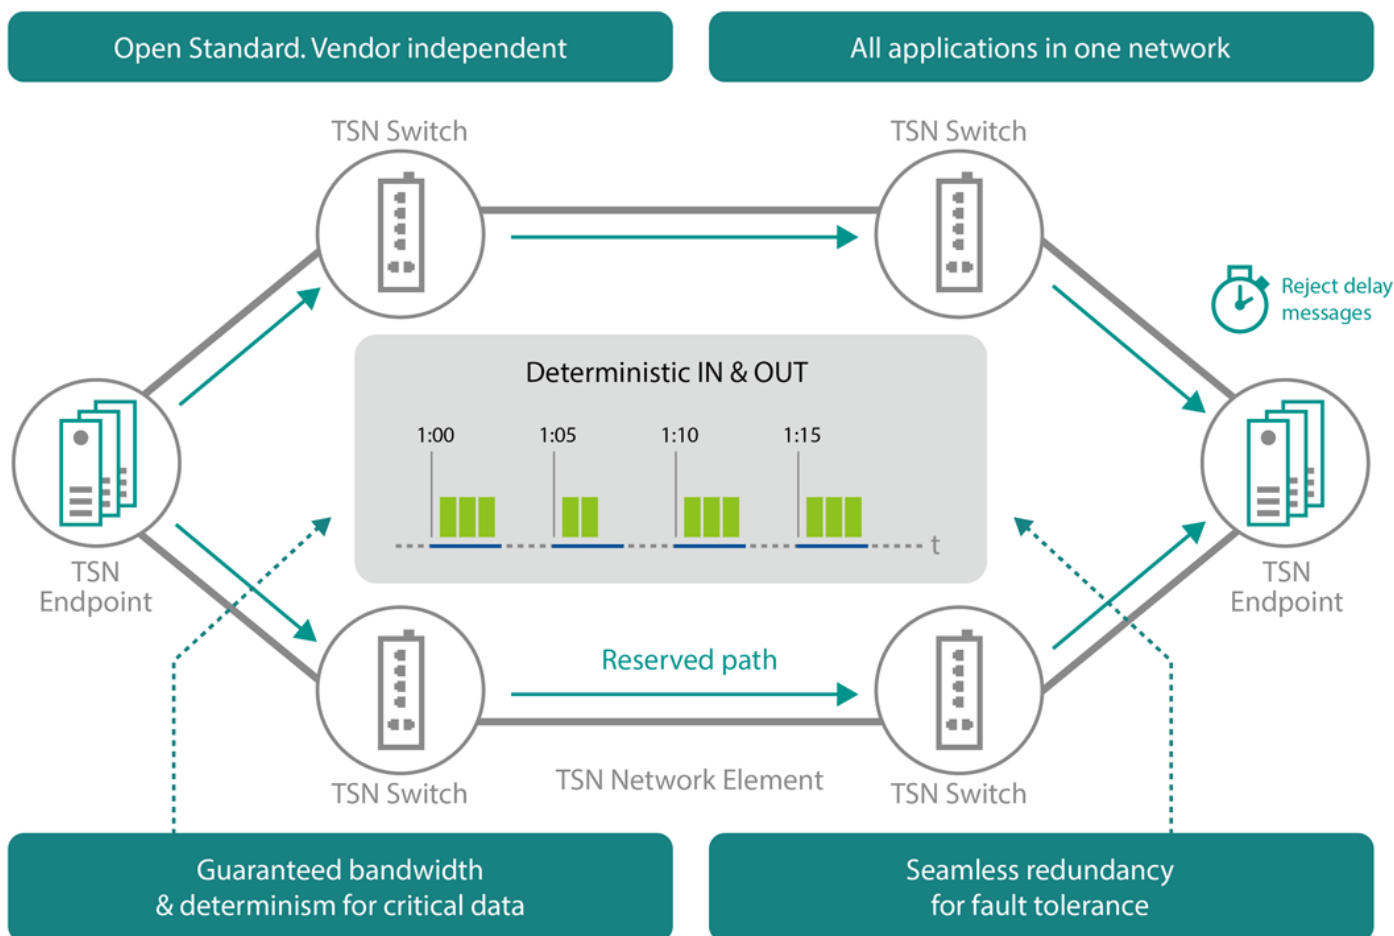 Open Standard. Vendor independent
All applications in one network
TSN Switch
TSN Switch
Reject delay
messages
Deterministic IN & OUT
1:00
1:05
1:10
1:15
t
TSN
Endpoint
TSN
Endpoint
Reserved path
TSN Network Element
TSN Switch
TSN Switch
Guaranteed bandwidth
& determinism for critical data
Seamless redundancy
for fault tolerance